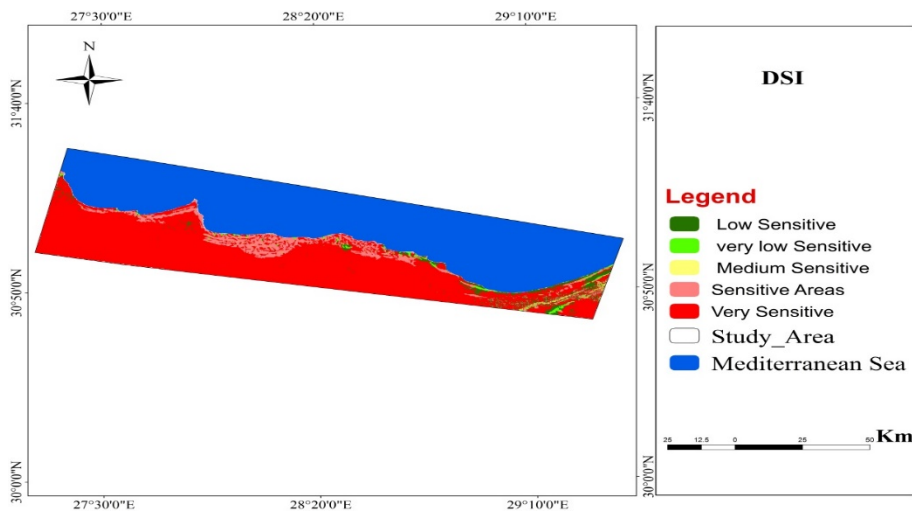 27°30'0"E 28°20'0"E 29°10'0"E
N
31°40'0"N
31°40'0"N
30°50'0"N
30°50'0"N
30°0'0"N
30°0'0"N
27°30'0"E 28°20'0"E 29°10'0"E
DSI
Legend
Low Sensitive
very low Sensitive
Medium Sensitive
Sensitive Areas
Very Sensitive
Study_Area
Mediterranean Sea
25 12.5 0 25 50 Km